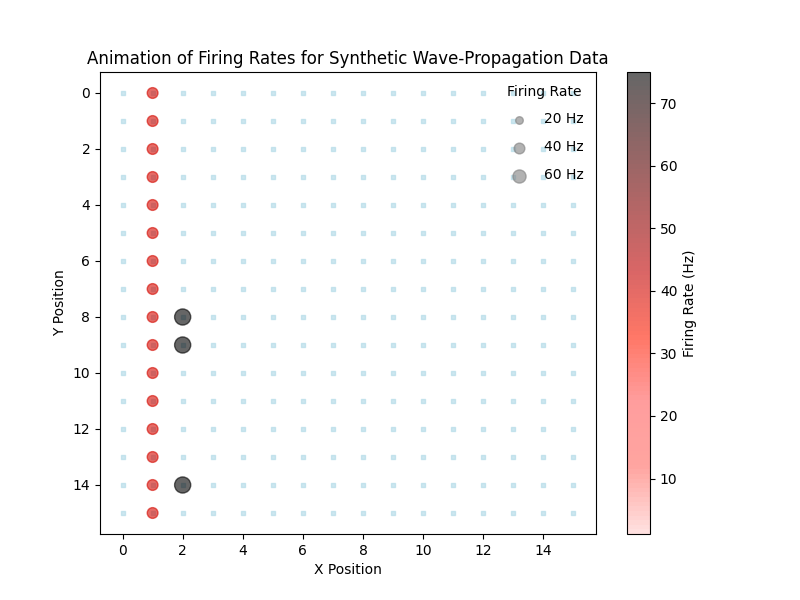 Animation of Firing Rates for Synthetic Wave-Propagation Data
Firing Rate
20 Hz
40 Hz
60 Hz
0
2
4
6
8
10
12
14
Y Position
0 2 4 6 8 10 12 14
X Position
70
60
50
40
30
20
10
Firing Rate (Hz)